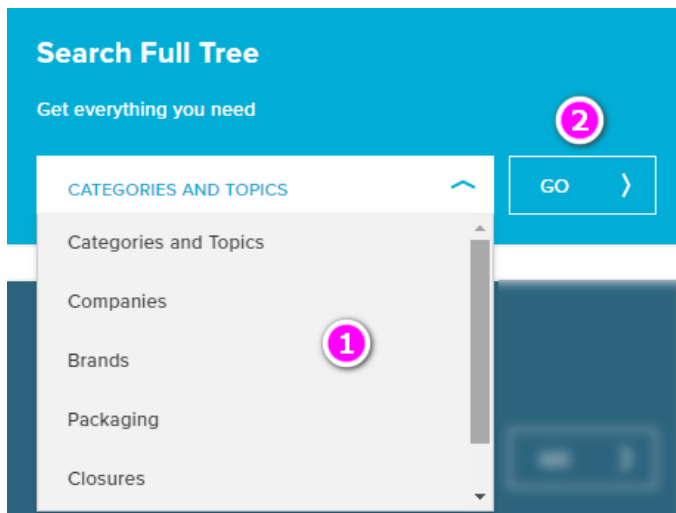 Search Full Tree
Get everything you need
2
CATEGORIES AND TOPICS
GO
Categories and Topics
Companies
1
Brands
Packaging
Closures